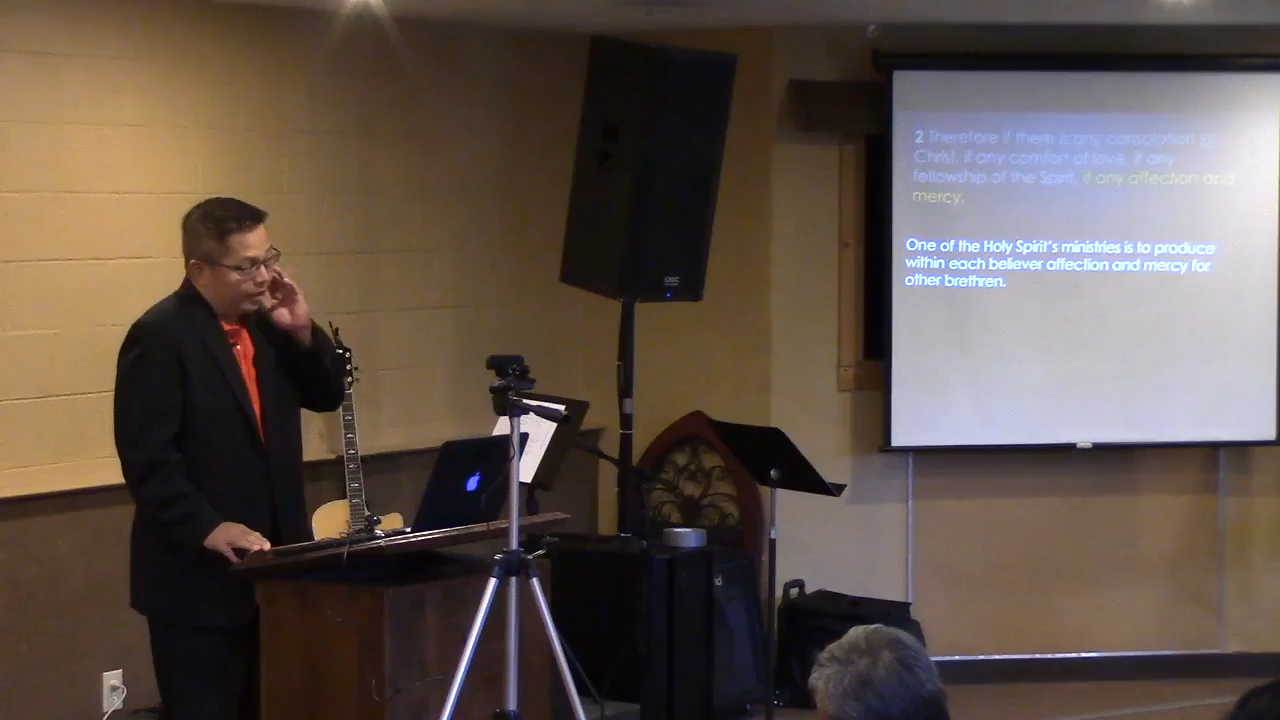 2 Therefore if there is any consolation in
Christ, if any comfort of love, if any
fellowship of the Spirit, if any affection and
mercy,
One of the Holy Spirit's ministries is to produce
within each believer affection and mercy for
other brethren.
QSC